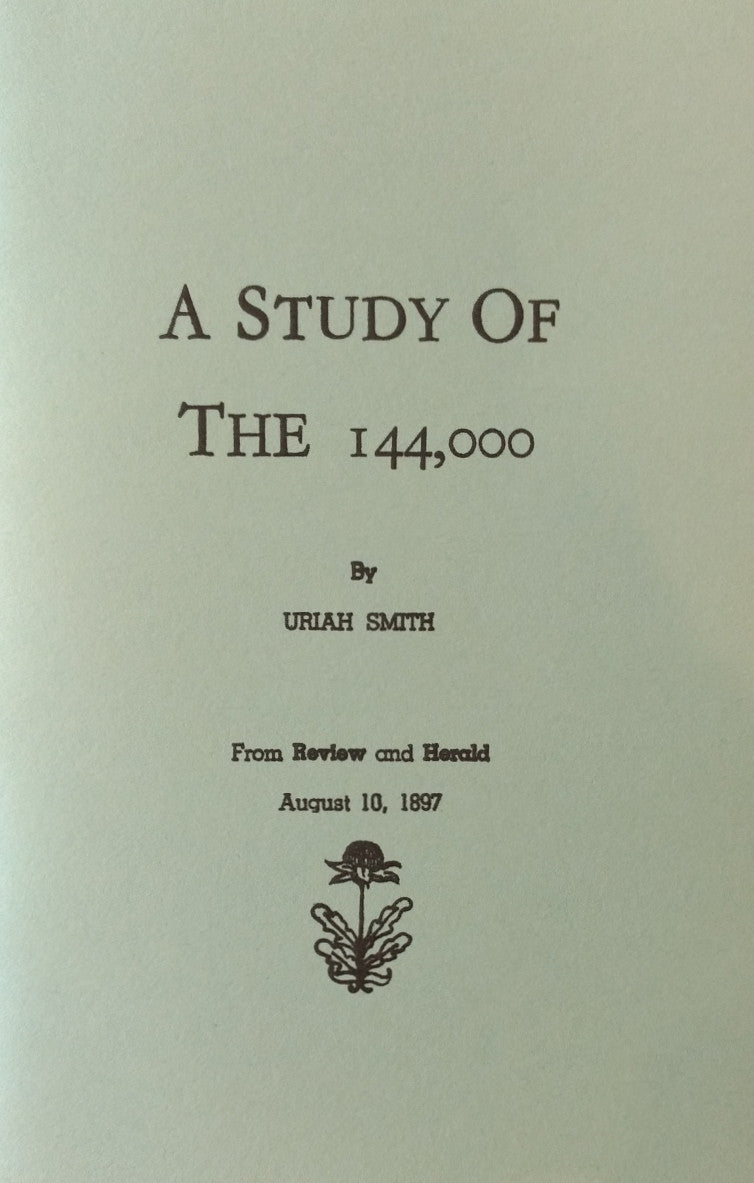 A STUDY OF
THE 144,000
By
URIAH SMITH
From Review and Herald
August 10, 1897